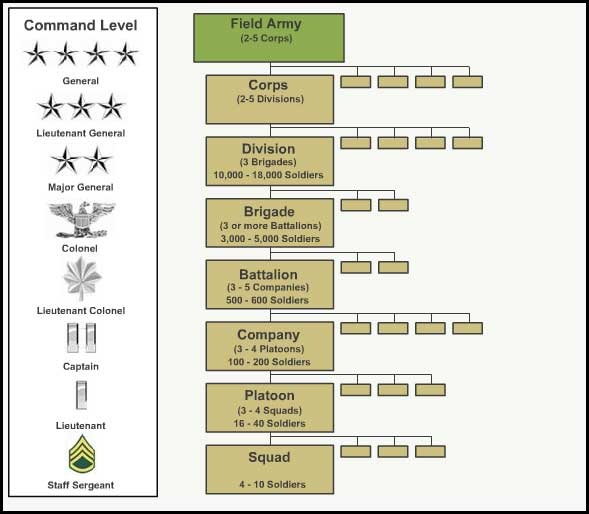 Command Level
General
Lieutenant General
Major General
Colonel
Lieutenant Colonel
Captain
Lieutenant
Staff Sergeant
Field Army
(2-5 Corps)
Corps
(2-5 Divisions)
Division
(3 Brigades)
10,000 - 18,000 Soldiers
Brigade
(3 or more Battalions)
3,000 - 5,000 Soldiers
Battalion
(3 - 5 Companies)
500 - 600 Soldiers
Company
(3 - 4 Platoons)
100 - 200 Soldiers
Platoon
(3 - 4 Squads)
16 - 40 Soldiers
Squad
4 - 10 Soldiers